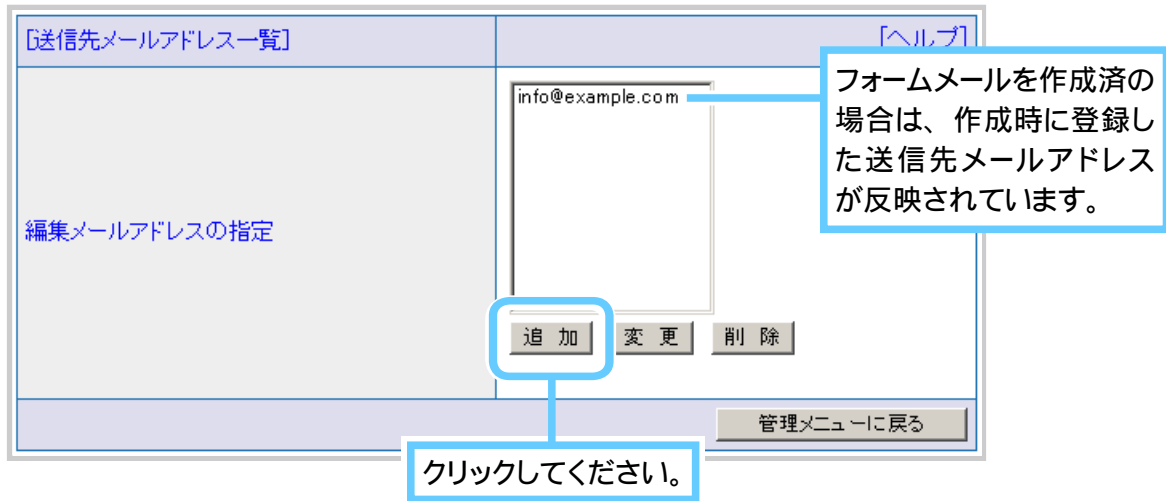 [送信先メールアドレス一覧]
[ヘルプ]
info@example.com
フォームメールを作成済の
場合は、作成時に登録し
た送信先メールアドレス
が反映されています。
編集メールアドレスの指定
追 加
変 更
削 除
管理メニューに戻る
クリックしてください。